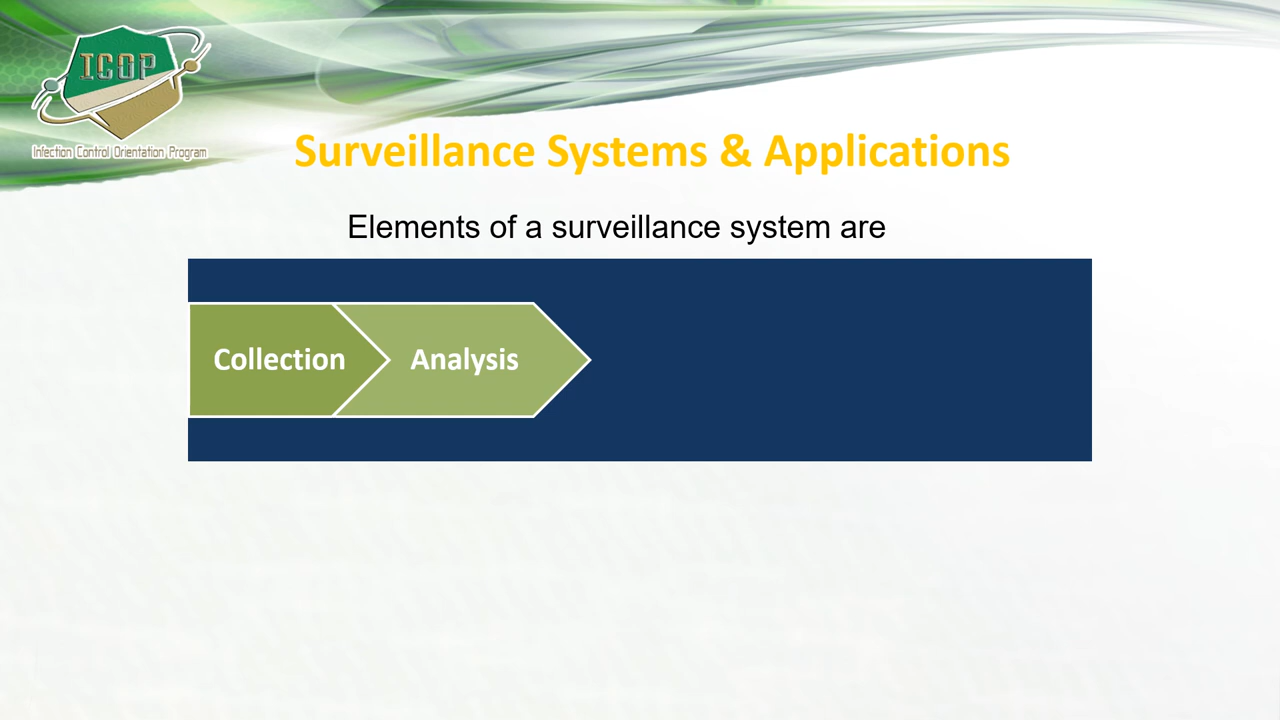 ICOP
Infection Control Orientation Program
Surveillance Systems & Applications
Elements of a surveillance system are
Collection
Analysis